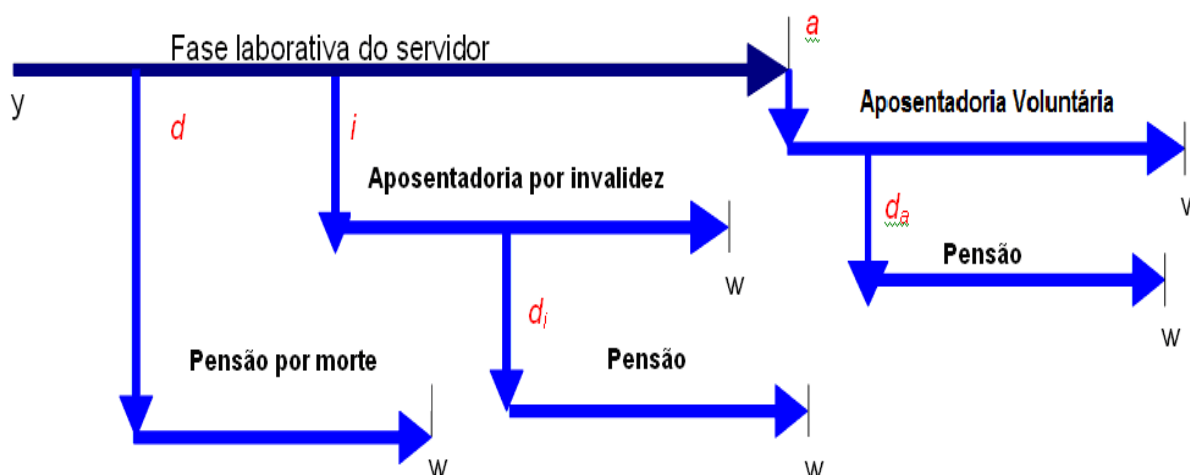 a
Fase laborativa do servidor
y
Aposentadoria Voluntária
d
i
Aposentadoria por invalidez
w
da
Pensão
w
w
di
Pensão por morte
Pensão
w
w